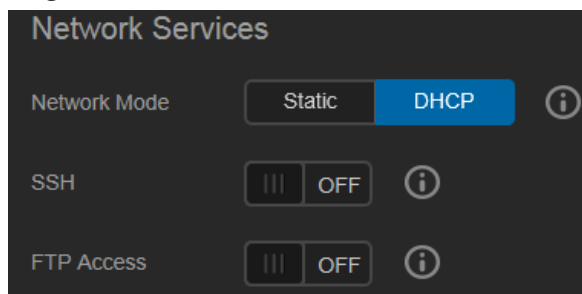 Network Services
Network Mode Static DHCP
SSH OFF
FTP Access OFF